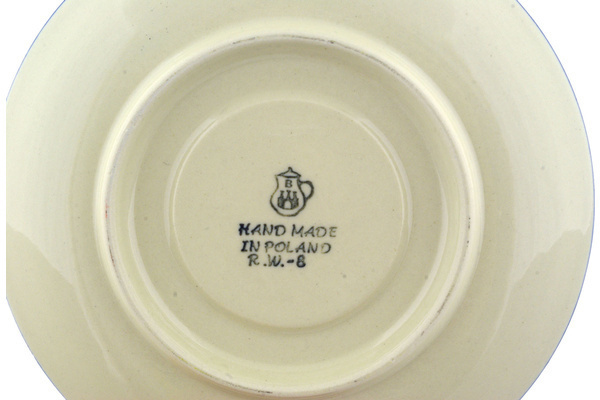 B
HAND MADE
IN POLAND
R.W.-8